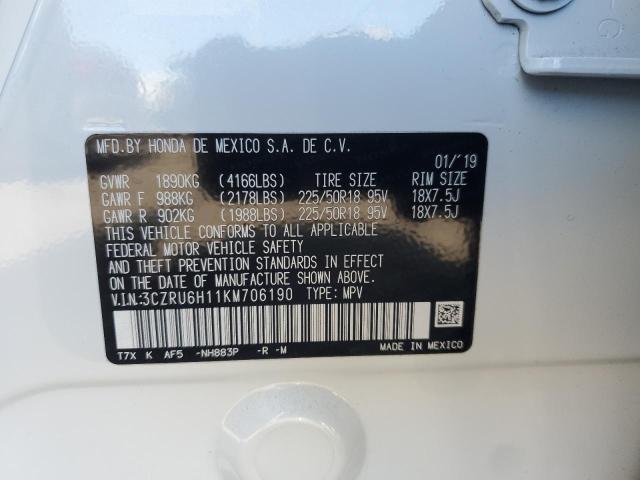 MFD.BY HONDA DE MEXICO S.A. DE C.V.
01/'19
GVWR 1890KG (4166LBS) TIRE SIZE RIM SIZE
GAWR F 988KG (2178LBS) 225/50R18 95V 18X7.5J
GAWR R 902KG (1988LBS) 225/50R18 95V 18X7.5J
THIS VEHICLE CONFORMS TO ALL APPLICABLE
FEDERAL MOTOR VEHICLE SAFETY
AND THEFT PREVENTION STANDARDS IN EFFECT
ON THE DATE OF MANUFACTURE SHOWN ABOVE.
V.I.N:3CZRU6H11KM706190 TYPE: MPV
T7X K AF5 -NH883P -R -M MADE IN MEXICO